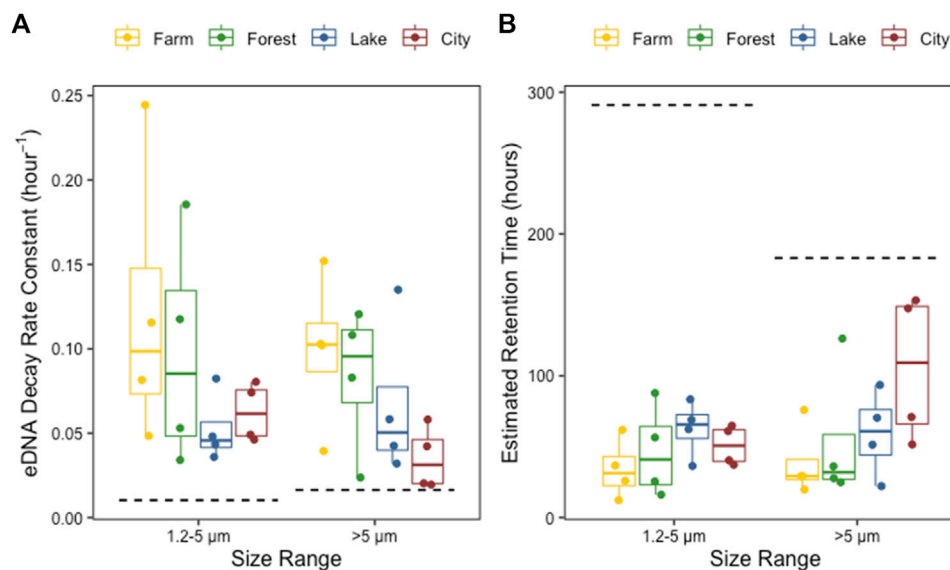 A
Farm Forest Lake City
eDNA Decay Rate Constant (hour⁻¹)
0.25
0.20
0.15
0.10
0.05
0.00
1.2-5 µm >5 µm
Size Range
B
Farm Forest Lake City
Estimated Retention Time (hours)
300
200
100
0
1.2-5 µm >5 µm
Size Range